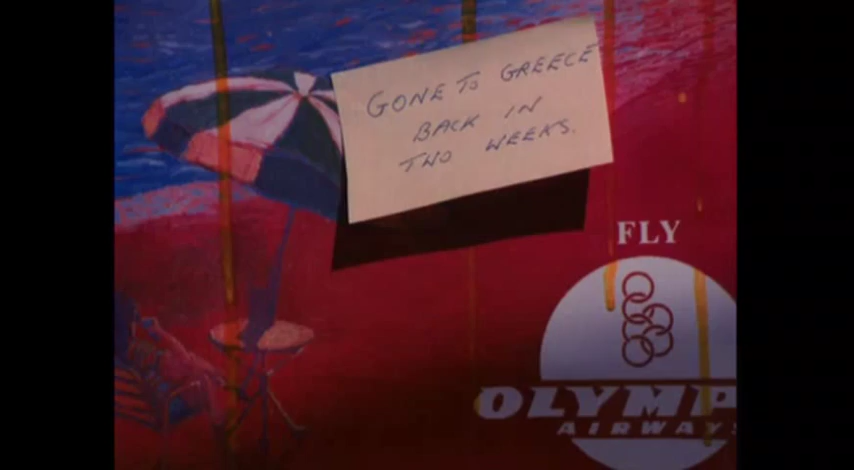 GONE TO GREECE
BACK IN
TWO WEEKS.
FLY
OLYMP
AIRWAYS